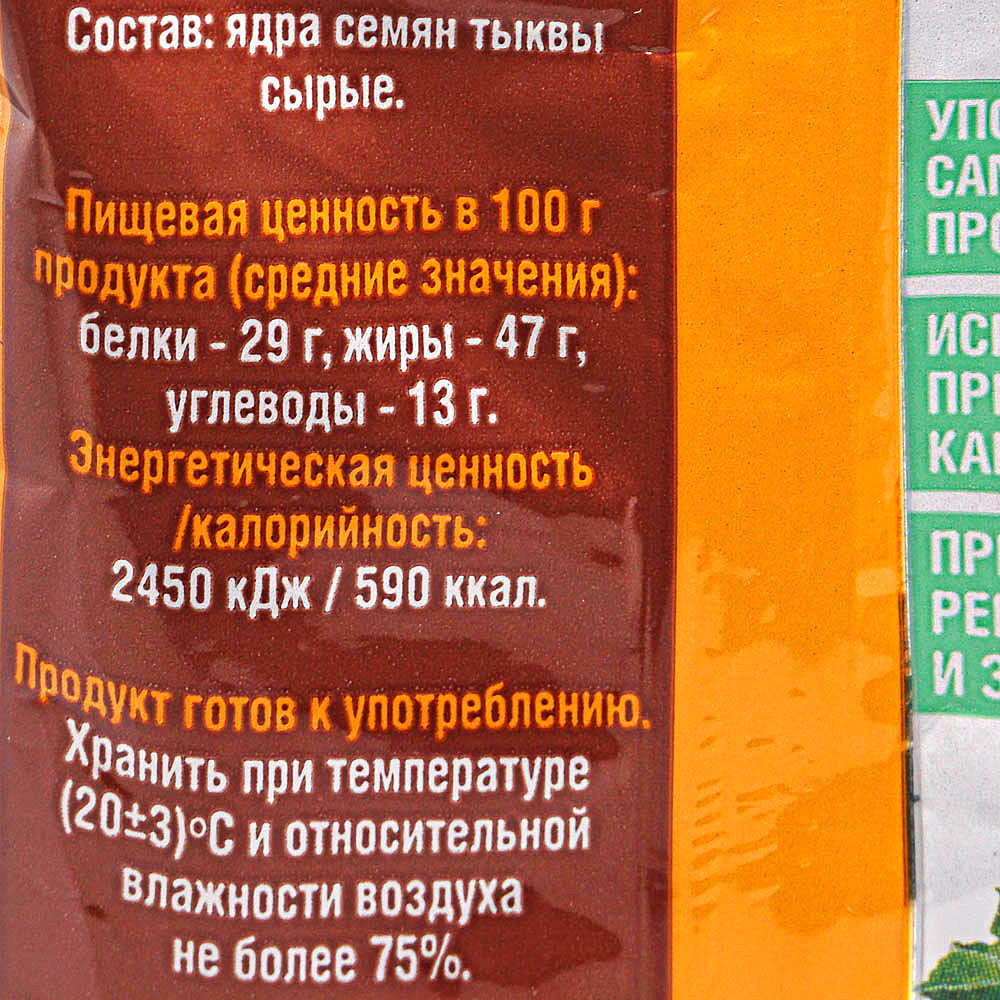 Состав: ядра семян тыквы
сырые.
Пищевая ценность в 100 г
продукта (средние значения):
белки - 29 г, жиры - 47 г,
углеводы - 13 г.
Энергетическая ценность
/калорийность:
2450 кДж / 590 ккал.
Продукт готов к употреблению.
Хранить при температуре
(20±3)°С и относительной
влажности воздуха
не более 75%.
И